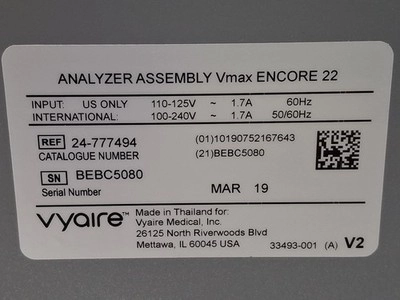 ANALYZER ASSEMBLY Vmax ENCORE 22
INPUT: US ONLY 110-125V ~ 1.7A 60Hz
INTERNATIONAL: 100-240V ~ 1.7A 50/60Hz
REF 24-777494 (01)10190752167643
CATALOGUE NUMBER (21)BEBC5080
SN BEBC5080
Serial Number MAR 19
vyaire™ Made in Thailand for:
Vyaire Medical, Inc.
26125 North Riverwoods Blvd
Mettawa, IL 60045 USA 33493-001 (A) V2